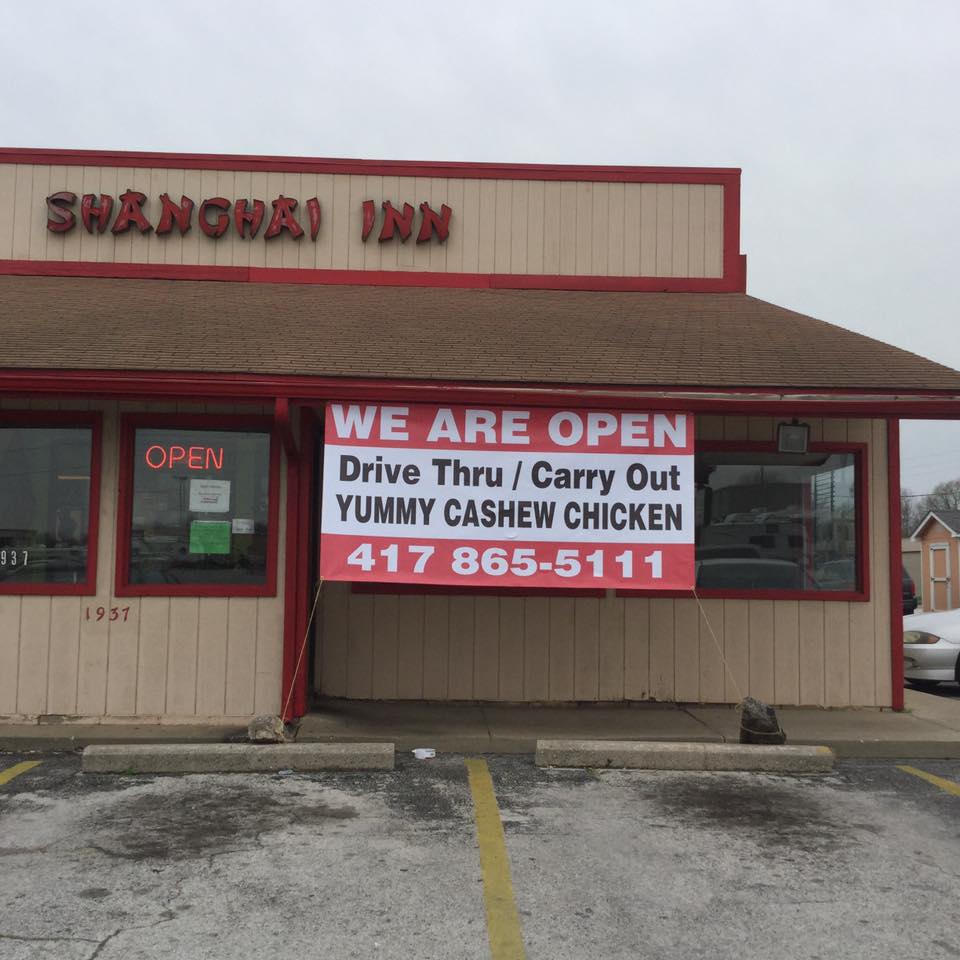 SHANGHAI INN
OPEN
WE ARE OPEN
Drive Thru / Carry Out
YUMMY CASHEW CHICKEN
417 865-5111
937
1937